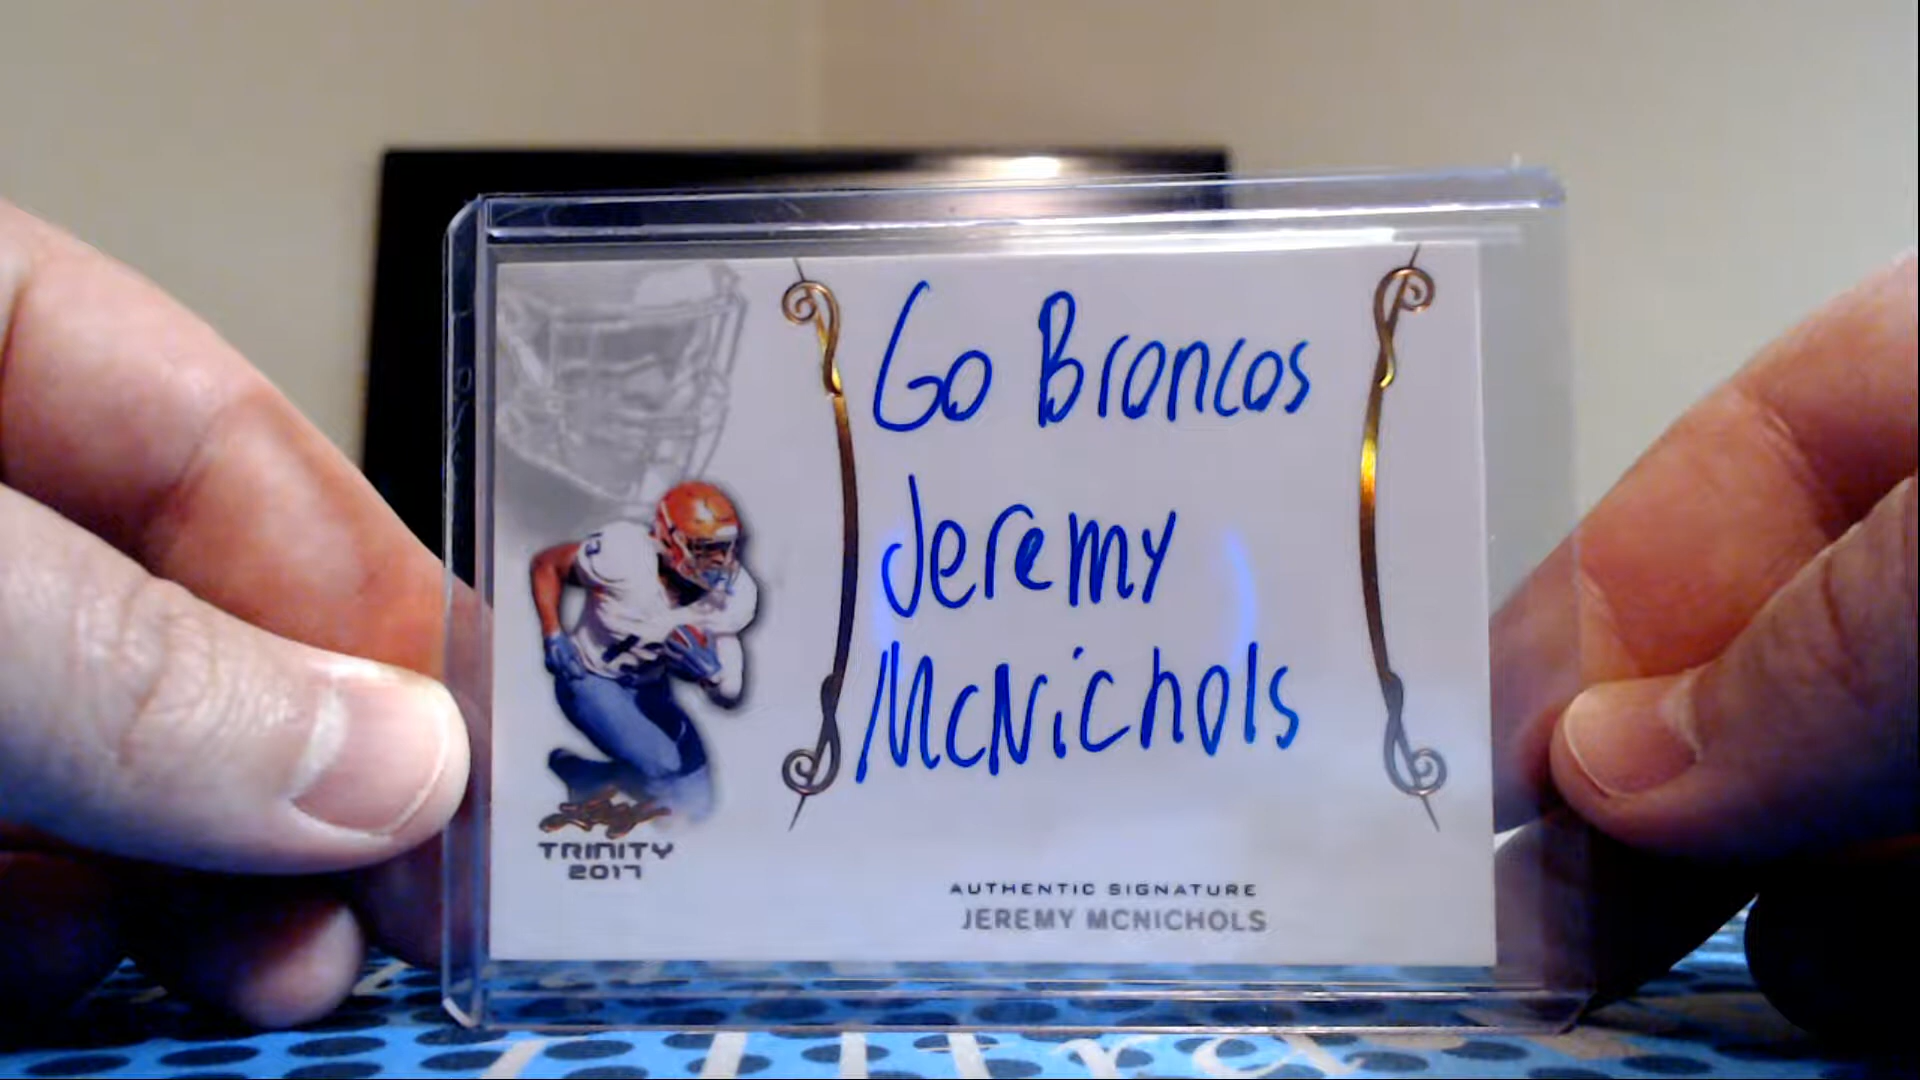 Go Broncos
Jeremy
McNichols
Leaf
TRINITY
2017
AUTHENTIC SIGNATURE
JEREMY MCNICHOLS